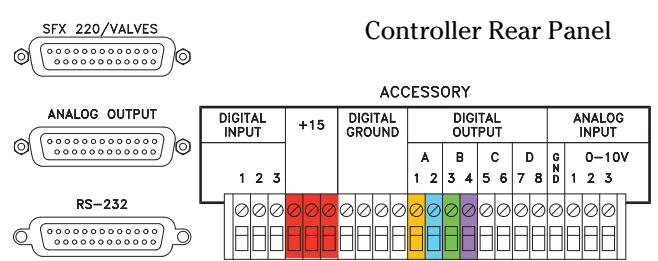 SFX 220/VALVES
Controller Rear Panel
ANALOG OUTPUT
RS-232
ACCESSORY
DIGITAL INPUT
1 2 3
+15
DIGITAL GROUND
DIGITAL OUTPUT
A B C D
1 2 3 4 5 6 7 8
GND
ANALOG INPUT
0-10V
1 2 3